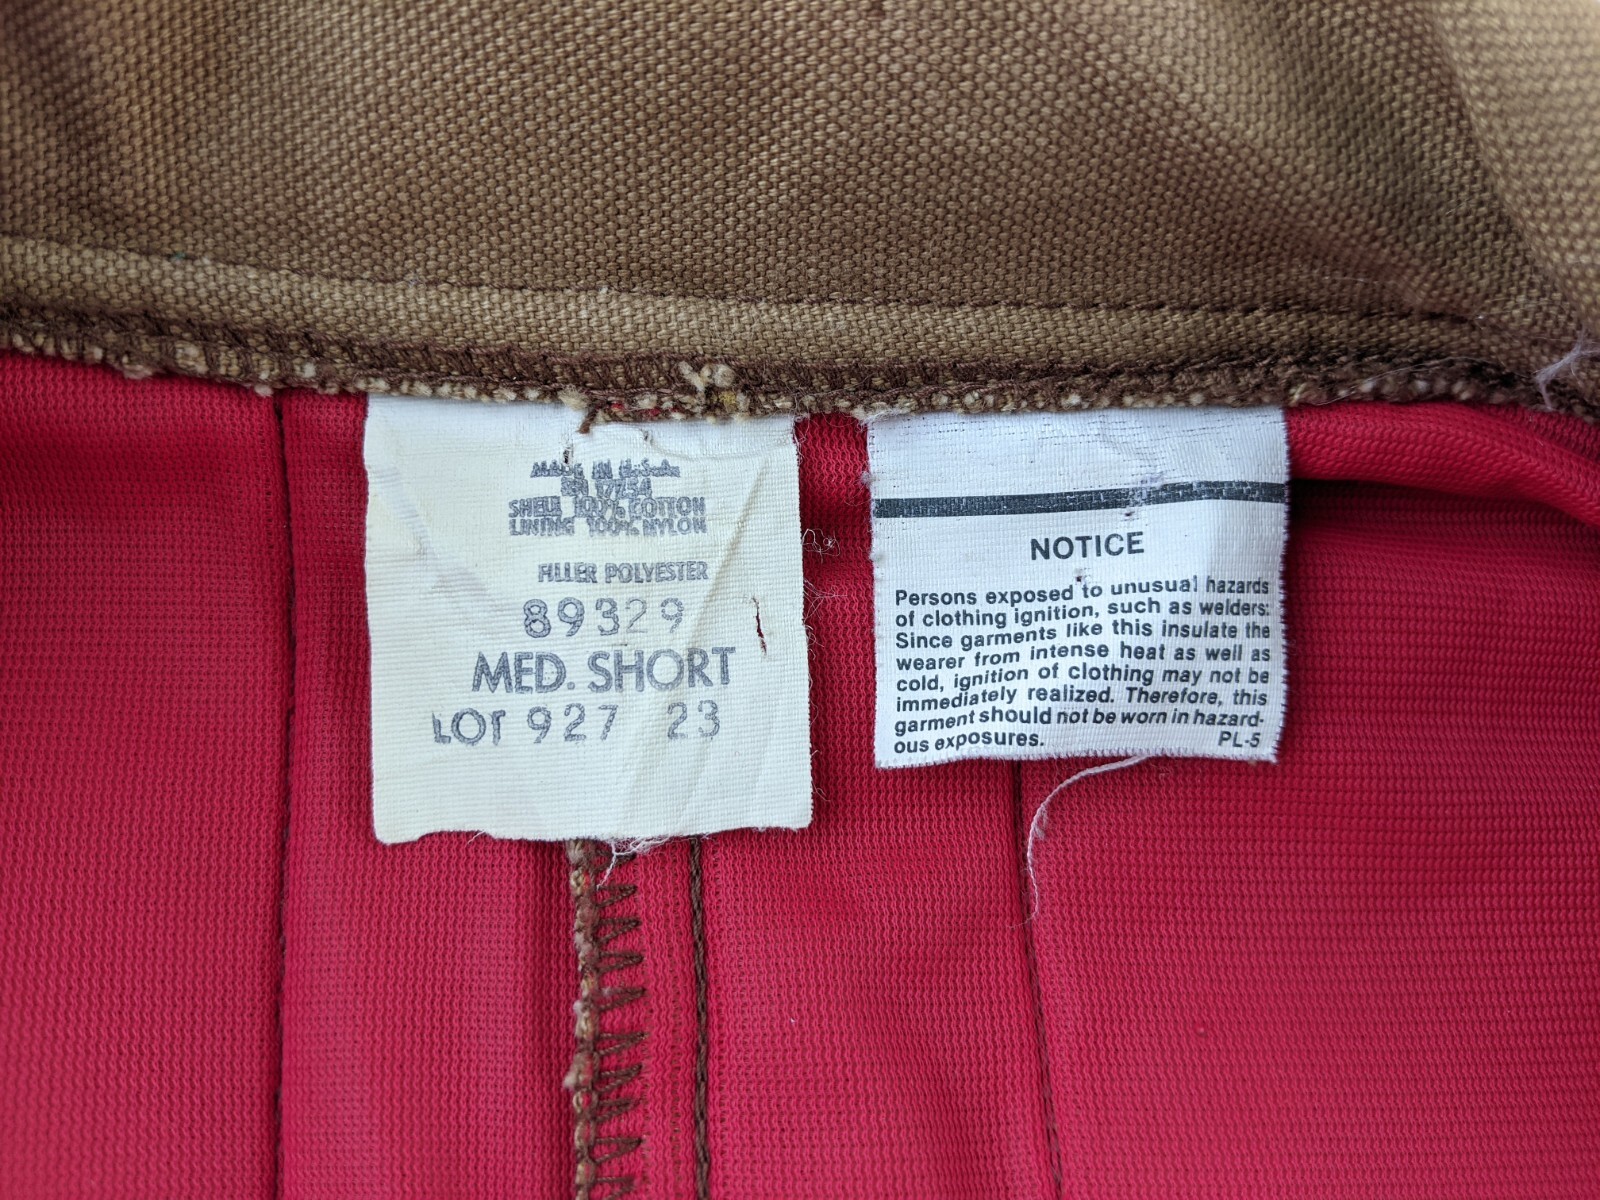 MADE IN U.S.A.
RN 17754
SHELL 100% COTTON
LINING 100% NYLON
FILLER POLYESTER
89329
MED. SHORT
LOT 927 23
NOTICE
Persons exposed to unusual hazards
of clothing ignition, such as welders:
Since garments like this insulate the
wearer from intense heat as well as
cold, ignition of clothing may not be
immediately realized. Therefore, this
garment should not be worn in hazard-
ous exposures. PL-5